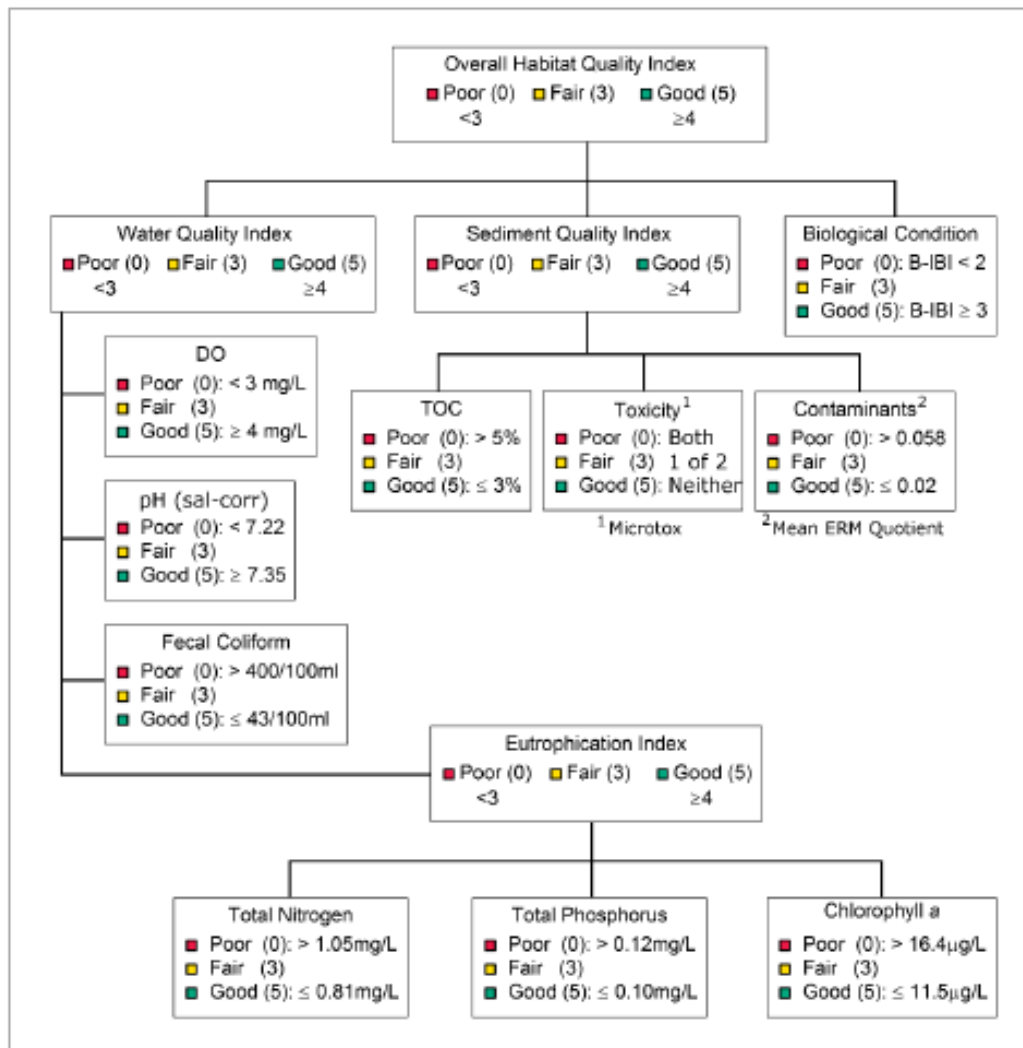 Overall Habitat Quality Index
Poor (0) Fair (3) Good (5)
<3 ≥4
Water Quality Index
Poor (0) Fair (3) Good (5)
<3 ≥4
Sediment Quality Index
Poor (0) Fair (3) Good (5)
<3 ≥4
Biological Condition
Poor (0): B-IBI < 2
Fair (3)
Good (5): B-IBI ≥ 3
DO
Poor (0): < 3 mg/L
Fair (3)
Good (5): ≥ 4 mg/L
pH (sal-corr)
Poor (0): < 7.22
Fair (3)
Good (5): ≥ 7.35
Fecal Coliform
Poor (0): > 400/100ml
Fair (3)
Good (5): ≤ 43/100ml
TOC
Poor (0): > 5%
Fair (3)
Good (5): ≤ 3%
Toxicity¹
Poor (0): Both
Fair (3) 1 of 2
Good (5): Neither
¹Microtox
Contaminants²
Poor (0): > 0.058
Fair (3)
Good (5): ≤ 0.02
²Mean ERM Quotient
Eutrophication Index
Poor (0) Fair (3) Good (5)
<3 ≥4
Total Nitrogen
Poor (0): > 1.05mg/L
Fair (3)
Good (5): ≤ 0.81mg/L
Total Phosphorus
Poor (0): > 0.12mg/L
Fair (3)
Good (5): ≤ 0.10mg/L
Chlorophyll a
Poor (0): > 16.4µg/L
Fair (3)
Good (5): ≤ 11.5µg/L